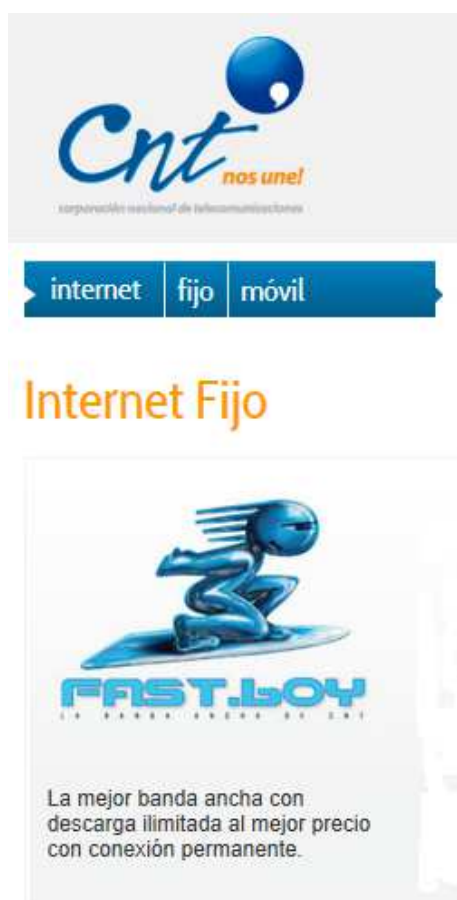 Cnt
nos une!
corporación nacional de telecomunicaciones
internet fijo móvil
Internet Fijo
FAST.boy
LA BANDA ANCHA DE CNT
La mejor banda ancha con
descarga ilimitada al mejor precio
con conexión permanente.